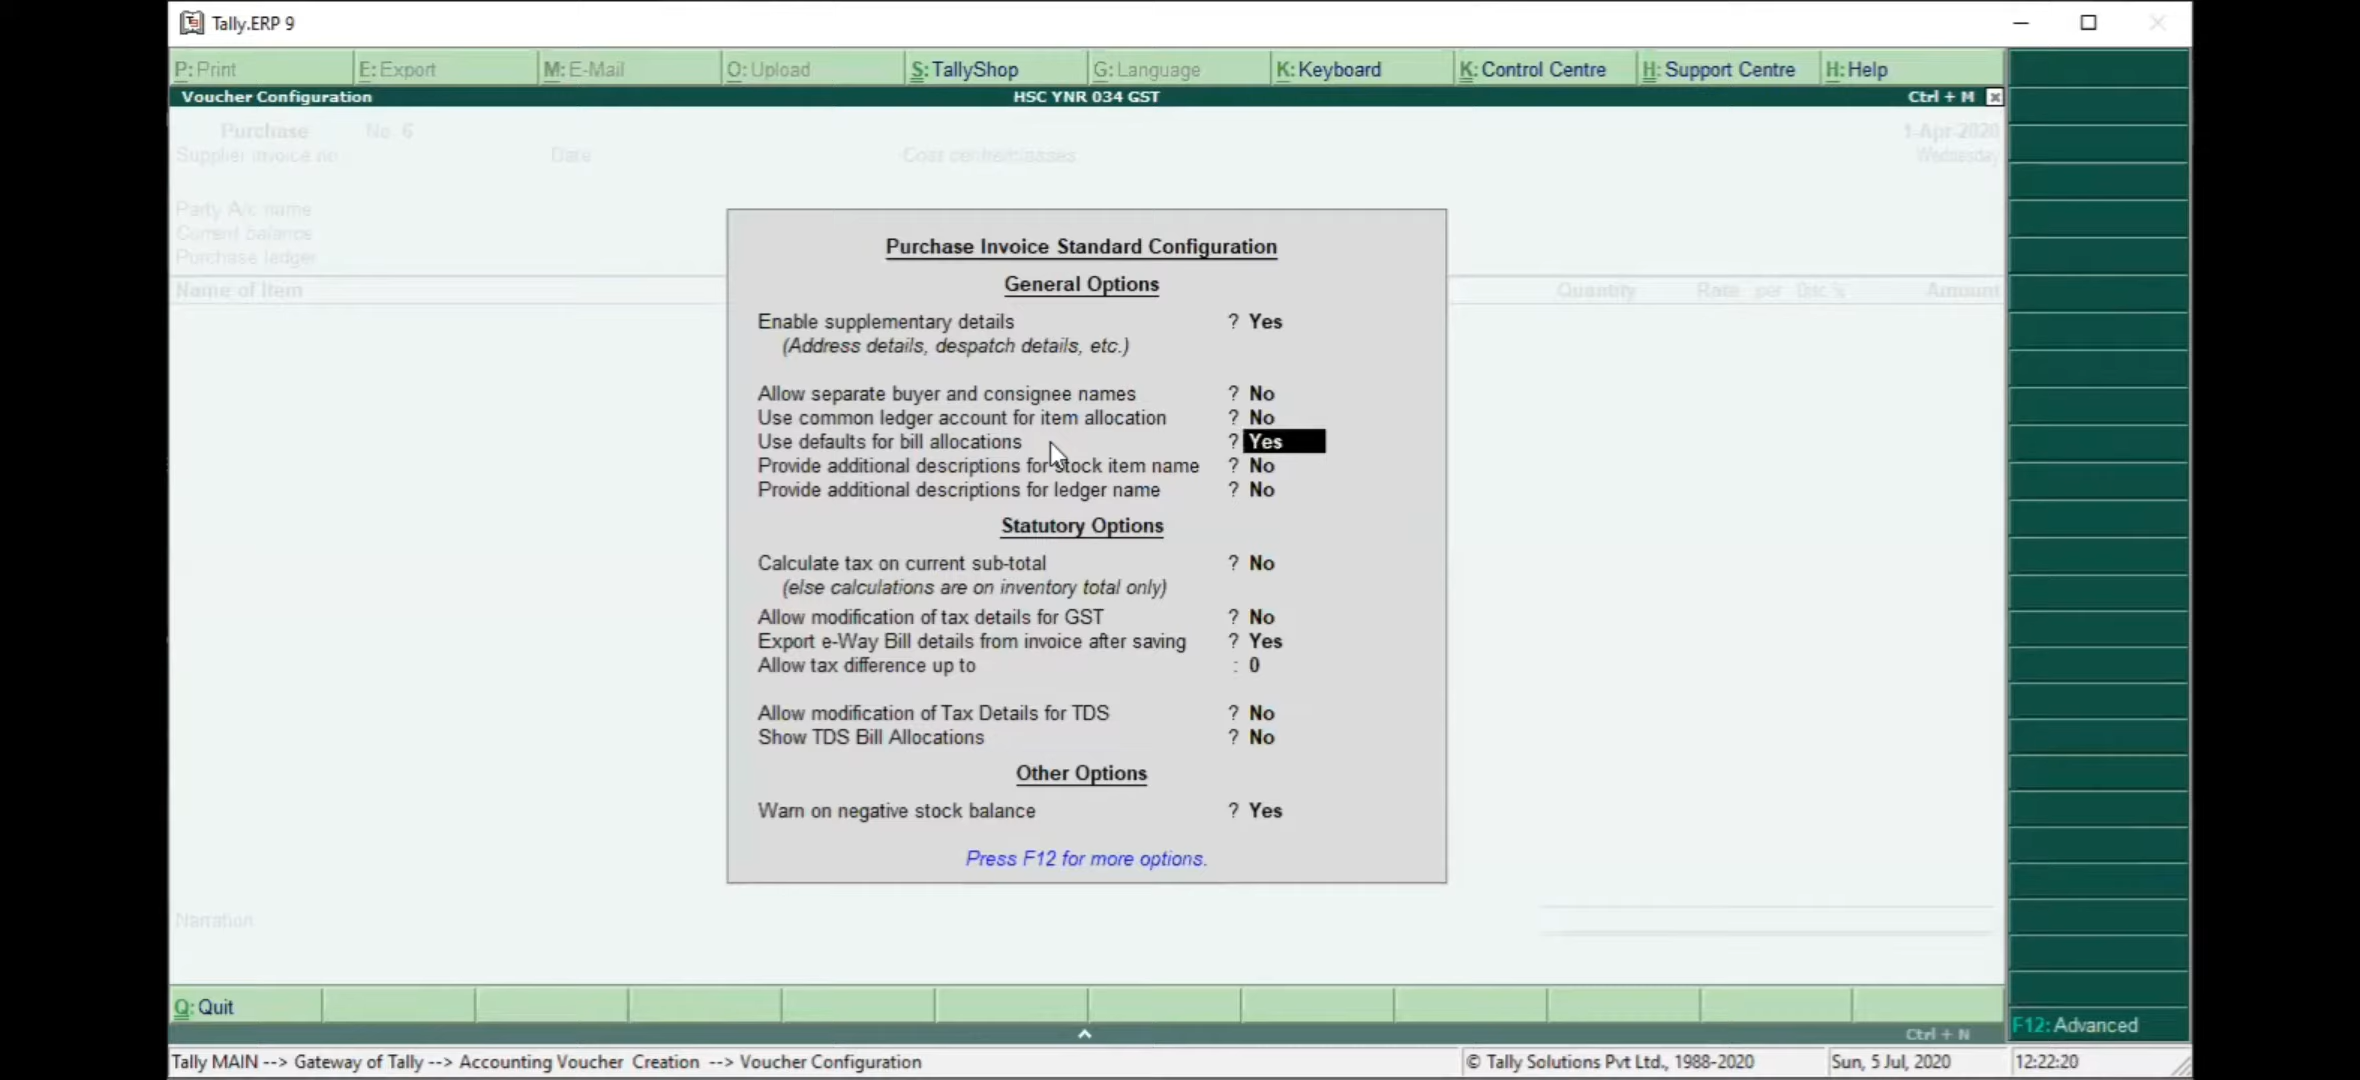 Tally.ERP 9
P: Print E: Export M: E-Mail O: Upload S: TallyShop G: Language K: Keyboard K: Control Centre H: Support Centre H: Help
Voucher Configuration HSC YNR 034 GST Ctrl + M
Purchase No. 6 1-Apr-2020
Supplier invoice no. Date Cost centre/classes Wednesday
Party A/c name
Current balance
Purchase ledger
Name of Item Quantity Rate per Disc % Amount
Purchase Invoice Standard Configuration
General Options
Enable supplementary details ? Yes
(Address details, despatch details, etc.)
Allow separate buyer and consignee names ? No
Use common ledger account for item allocation ? No
Use defaults for bill allocations ? Yes
Provide additional descriptions for stock item name ? No
Provide additional descriptions for ledger name ? No
Statutory Options
Calculate tax on current sub-total ? No
(else calculations are on inventory total only)
Allow modification of tax details for GST ? No
Export e-Way Bill details from invoice after saving ? Yes
Allow tax difference up to : 0
Allow modification of Tax Details for TDS ? No
Show TDS Bill Allocations ? No
Other Options
Warn on negative stock balance ? Yes
Press F12 for more options.
Narration
Q: Quit
F12: Advanced
Ctrl + N
Tally MAIN --> Gateway of Tally --> Accounting Voucher Creation --> Voucher Configuration © Tally Solutions Pvt Ltd., 1988-2020 Sun, 5 Jul, 2020 12:22:20